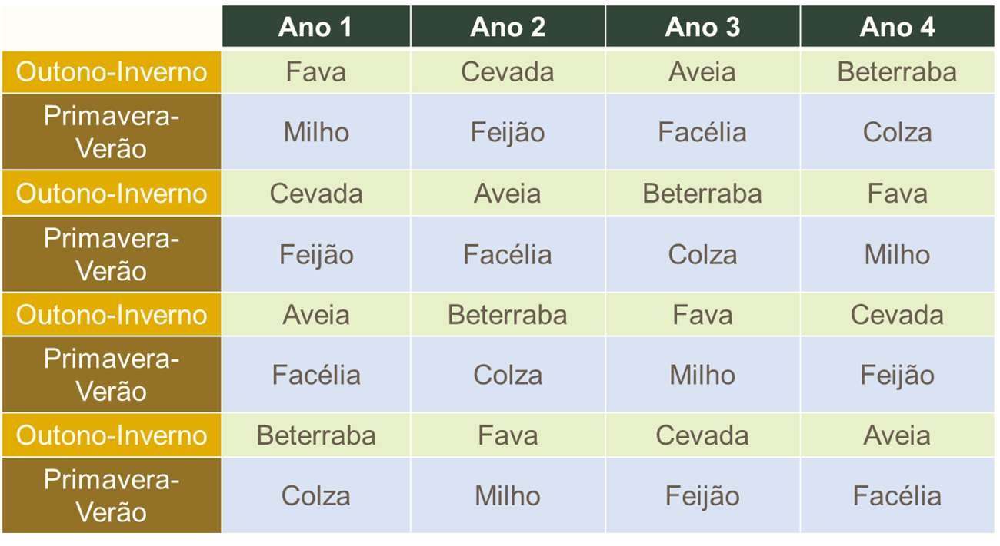 Ano 1 Ano 2 Ano 3 Ano 4
Outono-Inverno Fava Cevada Aveia Beterraba
Primavera-
Verão Milho Feijão Facélia Colza
Outono-Inverno Cevada Aveia Beterraba Fava
Primavera-
Verão Feijão Facélia Colza Milho
Outono-Inverno Aveia Beterraba Fava Cevada
Primavera-
Verão Facélia Colza Milho Feijão
Outono-Inverno Beterraba Fava Cevada Aveia
Primavera-
Verão Colza Milho Feijão Facélia